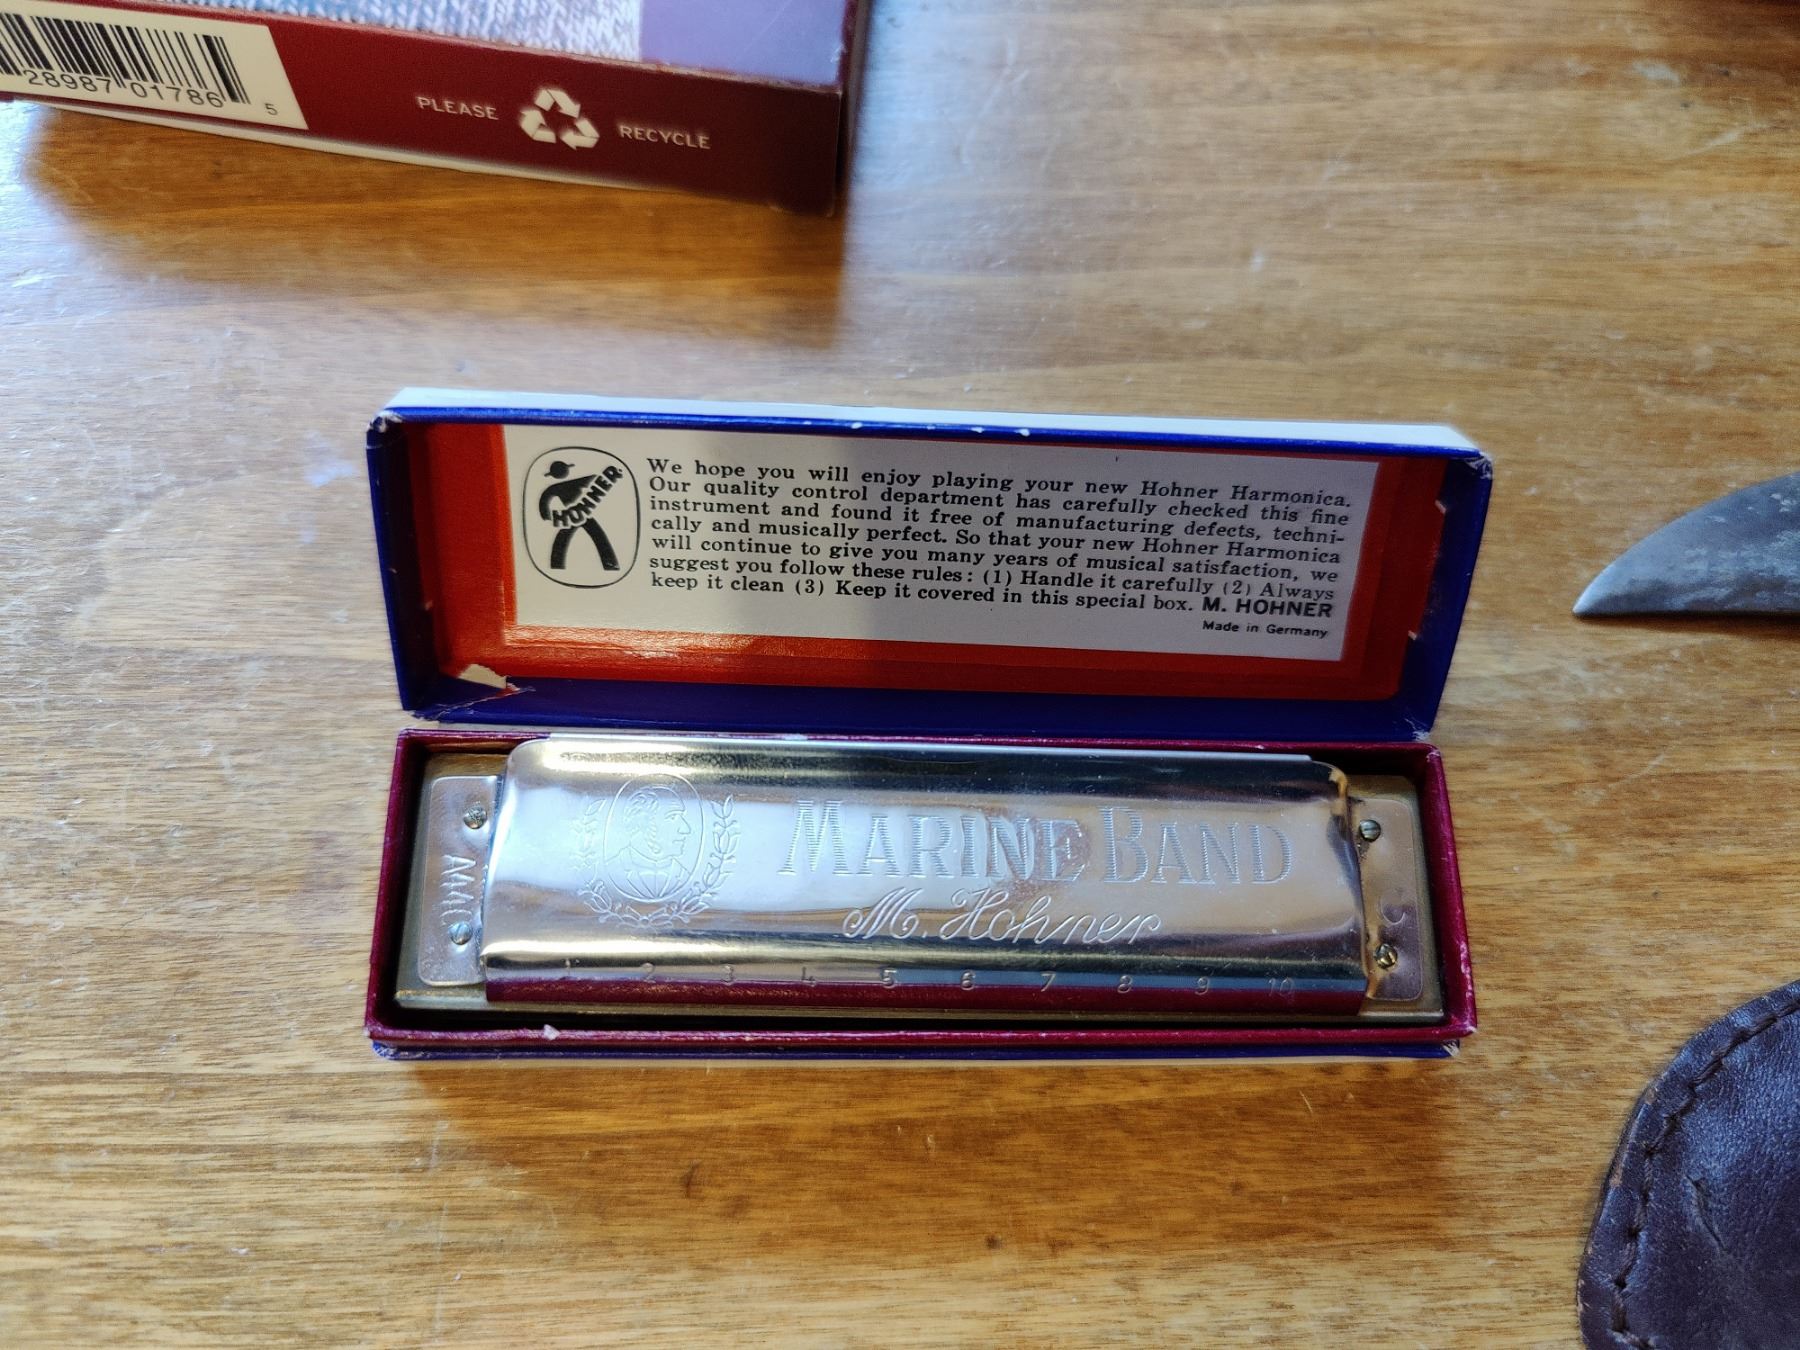 28987 01786 5
PLEASE RECYCLE
HOHNER
We hope you will enjoy playing your new Hohner Harmonica.
Our quality control department has carefully checked this fine
instrument and found it free of manufacturing defects, techni-
cally and musically perfect. So that your new Hohner Harmonica
will continue to give you many years of musical satisfaction, we
suggest you follow these rules: (1) Handle it carefully (2) Always
keep it clean (3) Keep it covered in this special box. M. HOHNER
Made in Germany
MARINE BAND
M. Hohner
C
1 2 3 4 5 6 7 8 9 10